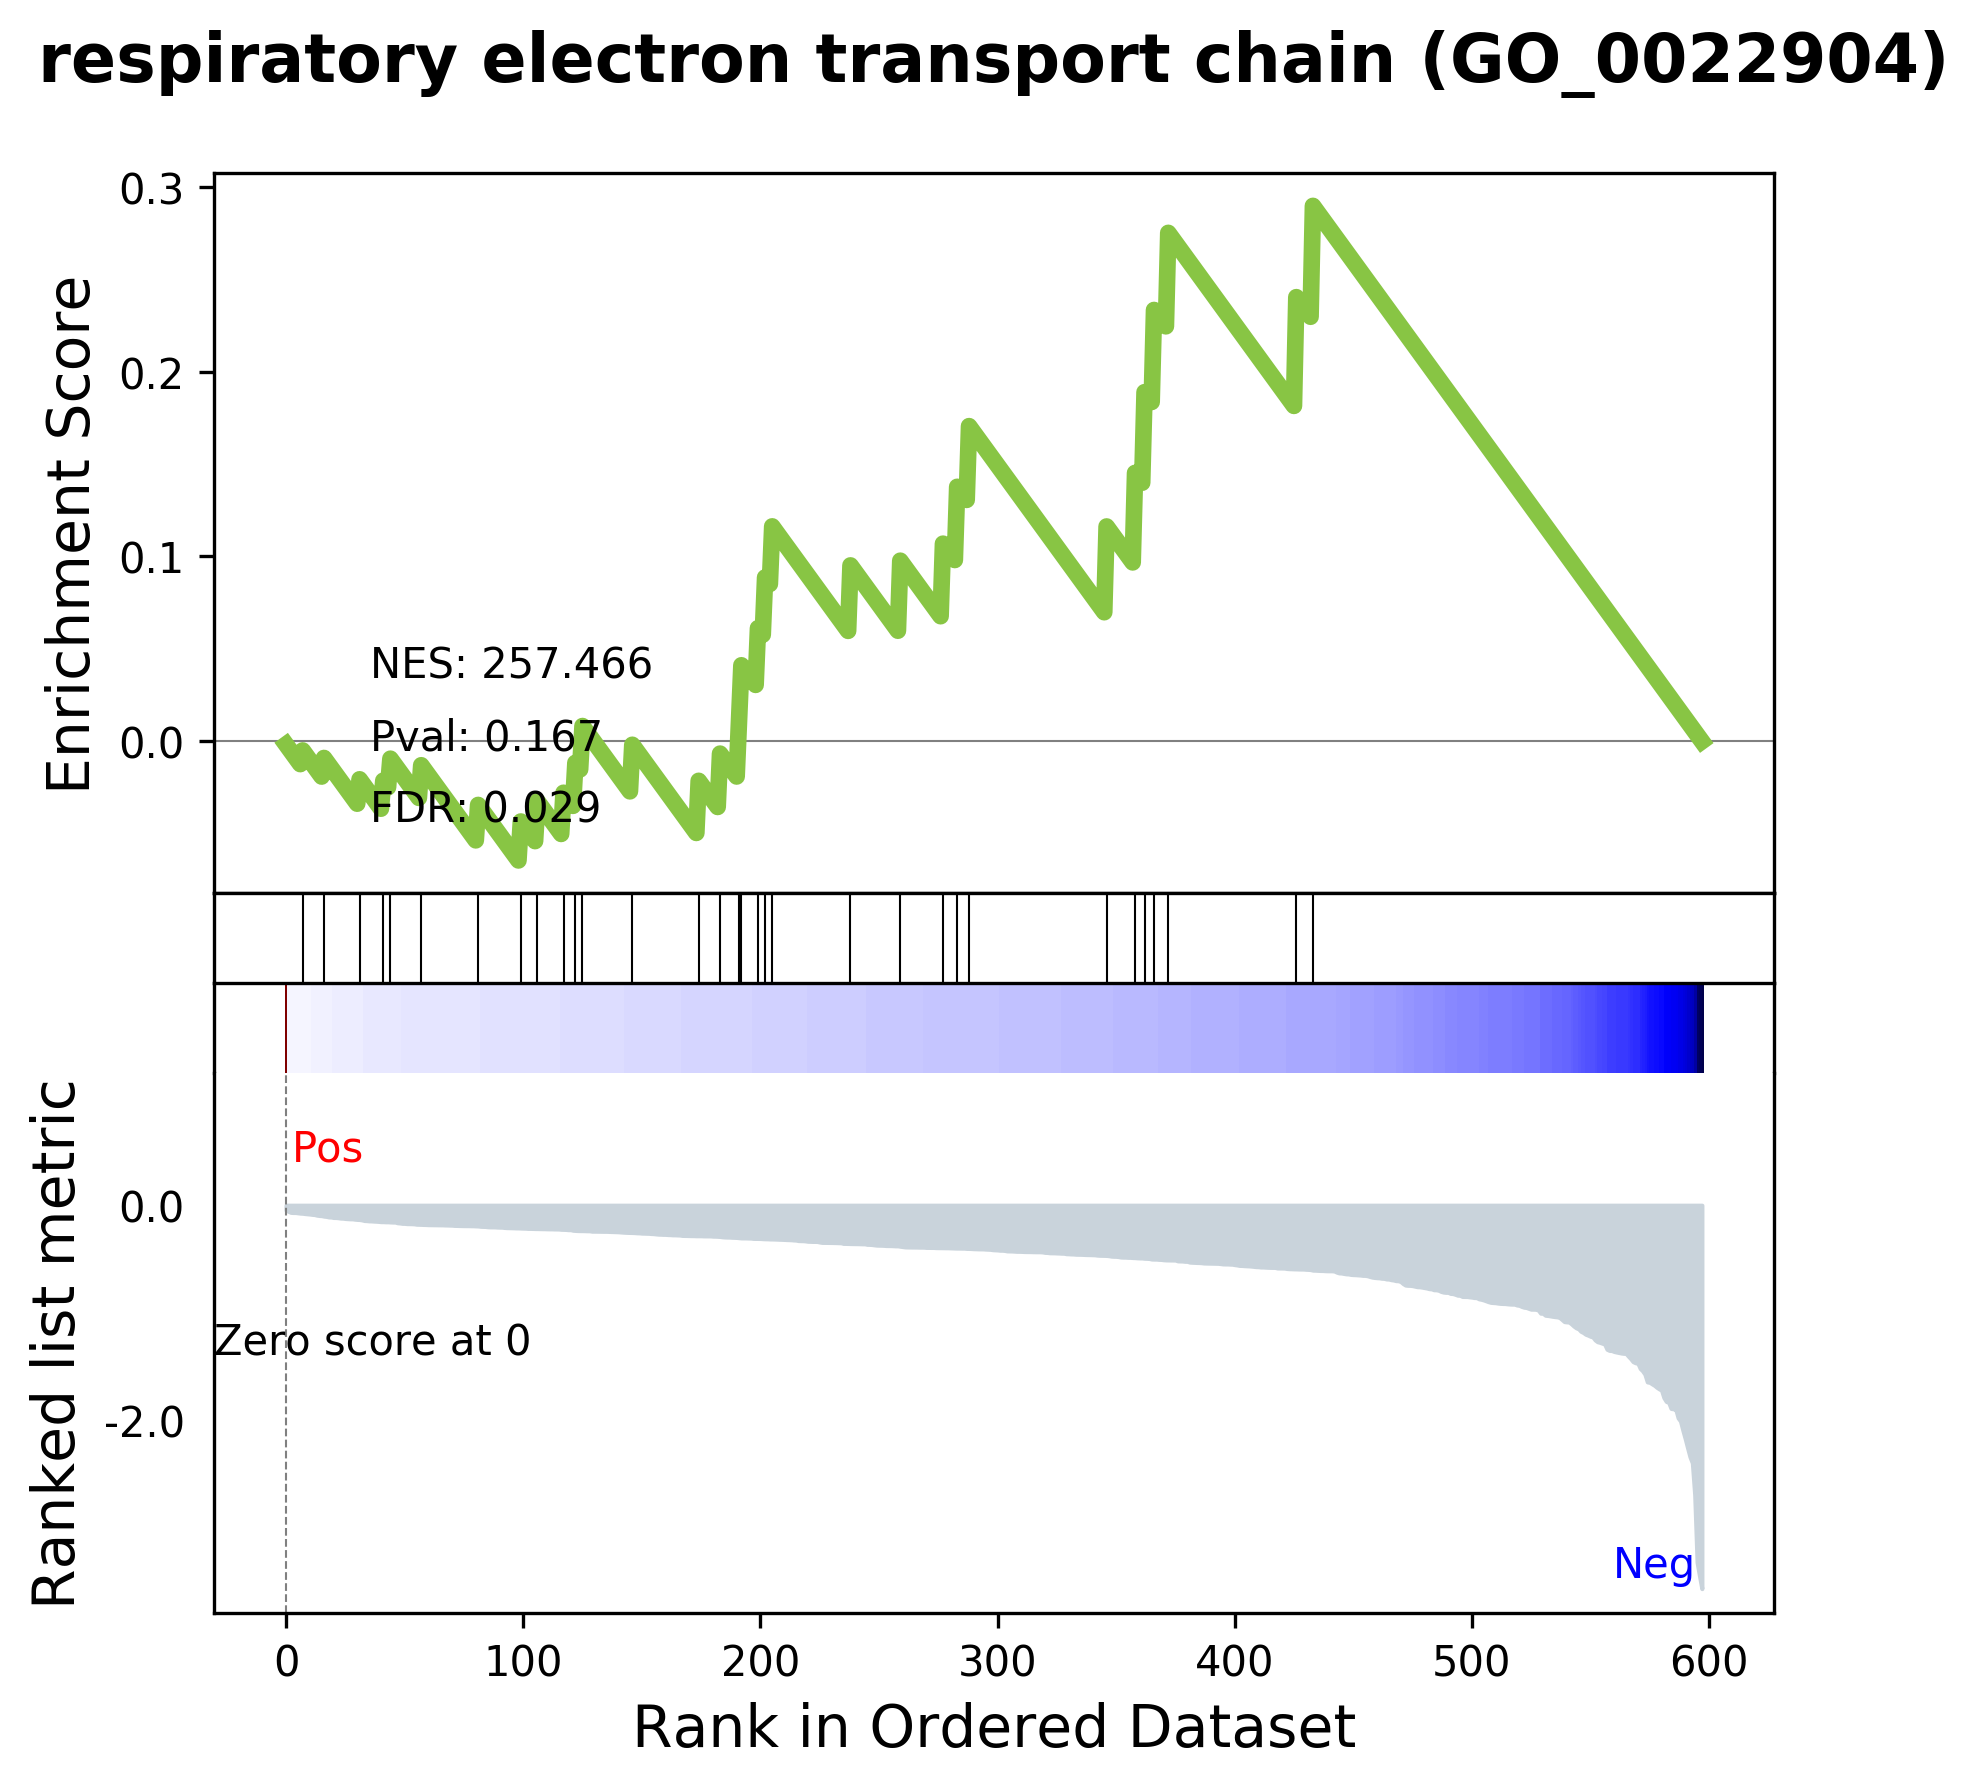 respiratory electron transport chain (GO_0022904)
Enrichment Score
0.3
0.2
0.1
0.0
NES: 257.466
Pval: 0.167
FDR: 0.029
Ranked list metric
Pos
0.0
Zero score at 0
-2.0
Neg
0 100 200 300 400 500 600
Rank in Ordered Dataset